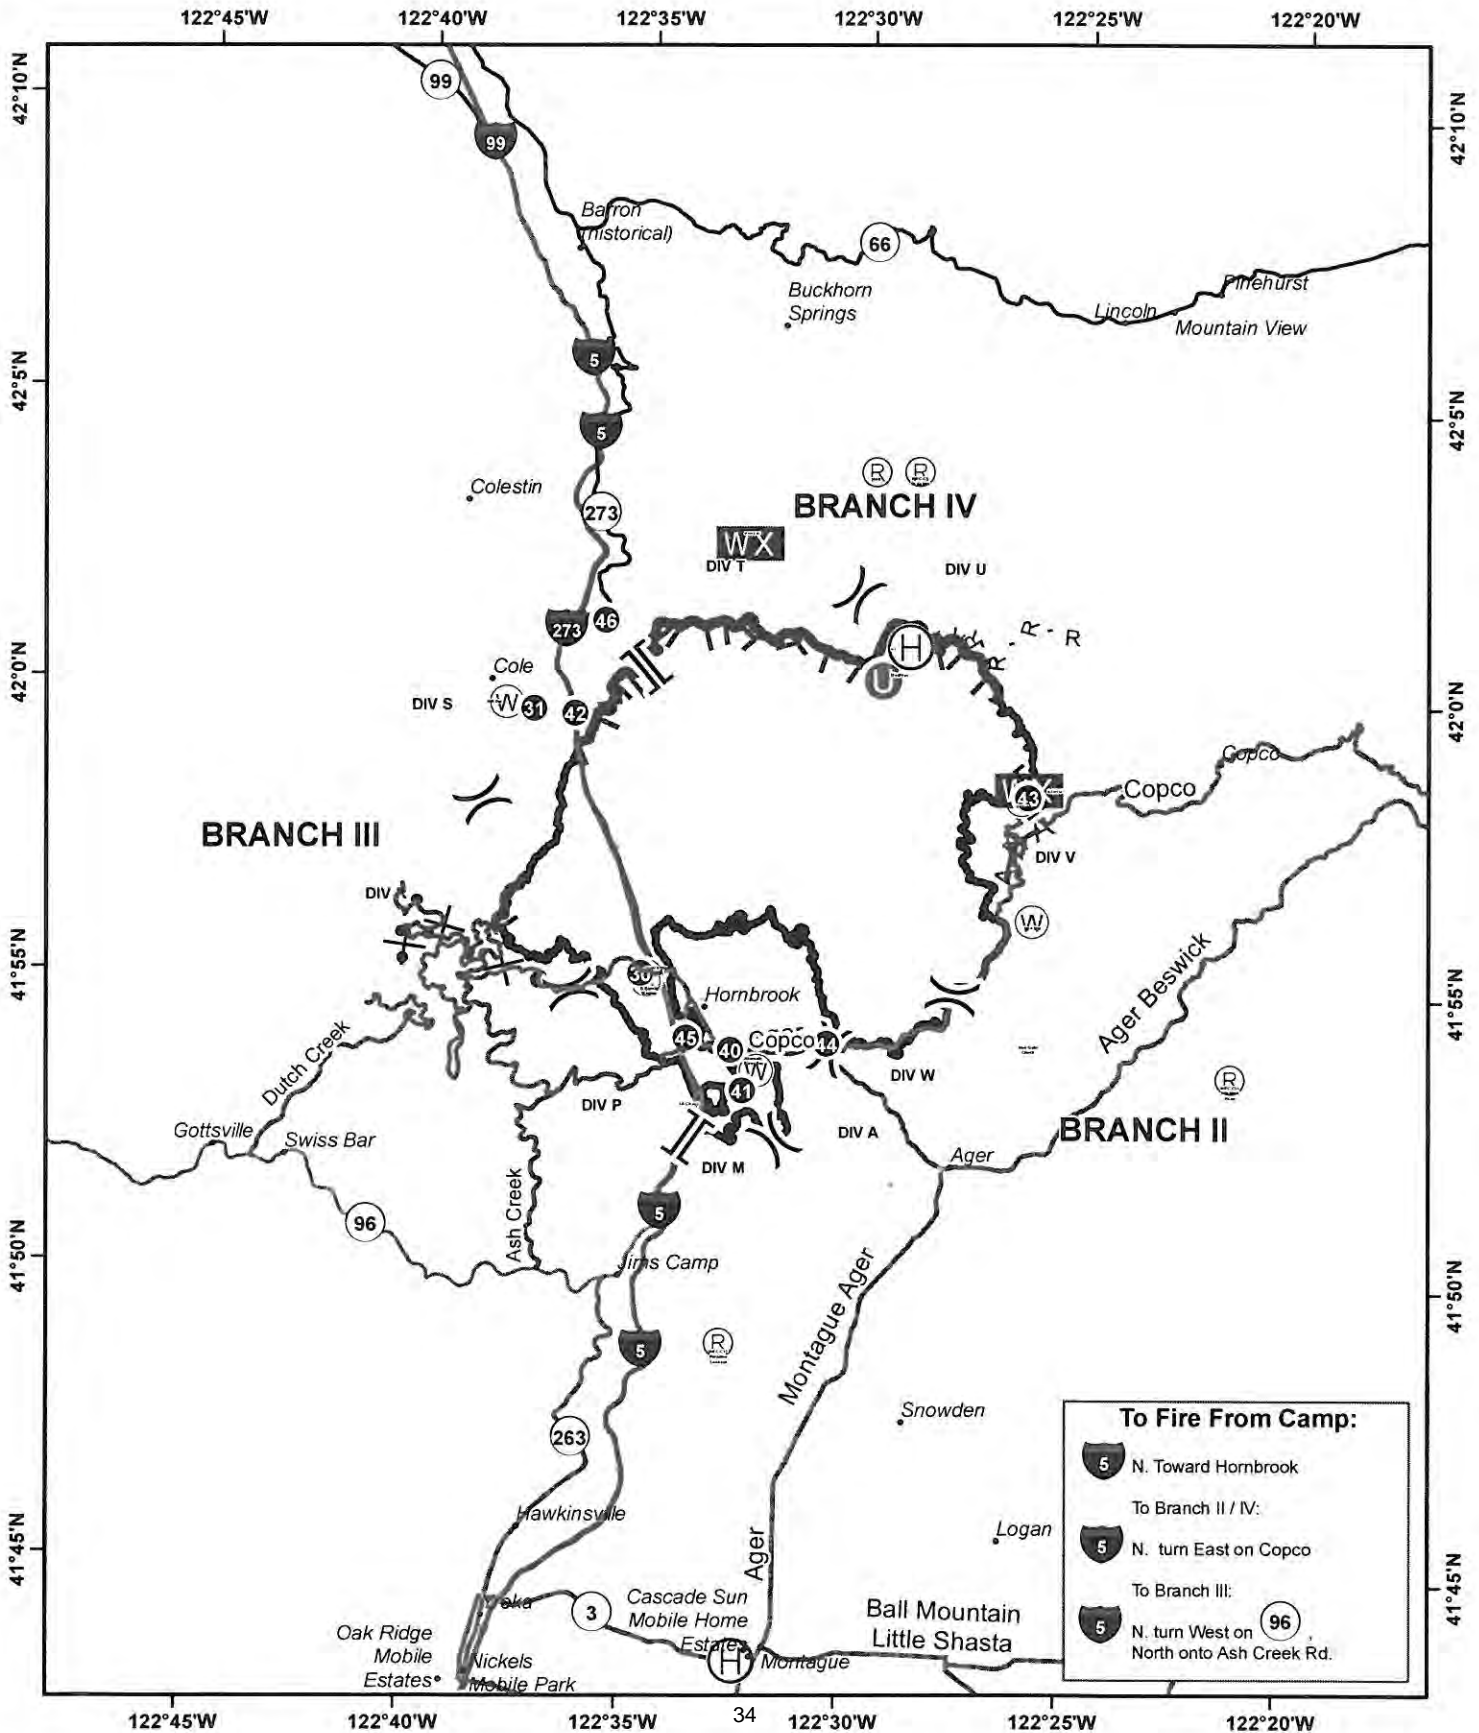 122°45'W
122°40'W
122°35'W
122°30'W
122°25'W
122°20'W
42°10'N
42°10'N
99
99
Barron
(historical)
66
Buckhorn
Springs
Pinehurst
Lincoln
Mountain View
5
42°5'N
42°5'N
5
Colestin
R
R
BRANCH IV
273
WX
DIV T
DIV U
273
46
H
R
R
R
R
U
42°0'N
42°0'N
Cole
DIV S
W
31
42
Copco
Copco
43
BRANCH III
DIV V
DIV
W
41°55'N
41°55'N
30
Hornbrook
Ager Beswick
45
40
Copco
44
W
41
DIV W
R
Dutch Creek
DIV P
DIV A
BRANCH II
Gottsville
Swiss Bar
DIV M
Ager
Ash Creek
5
96
41°50'N
41°50'N
Jims Camp
Montague Ager
5
R
263
Snowden
Hawkinsville
Logan
41°45'N
41°45'N
Ager
3
Cascade Sun
Mobile Home
Estates
Ball Mountain
Little Shasta
Oak Ridge
Mobile
Estates
Nickels
Mobile Park
H
Montague
To Fire From Camp:
5 N. Toward Hornbrook
To Branch II / IV:
5 N. turn East on Copco
To Branch III:
5 N. turn West on 96 ,
North onto Ash Creek Rd.
122°45'W
122°40'W
122°35'W
34
122°30'W
122°25'W
122°20'W